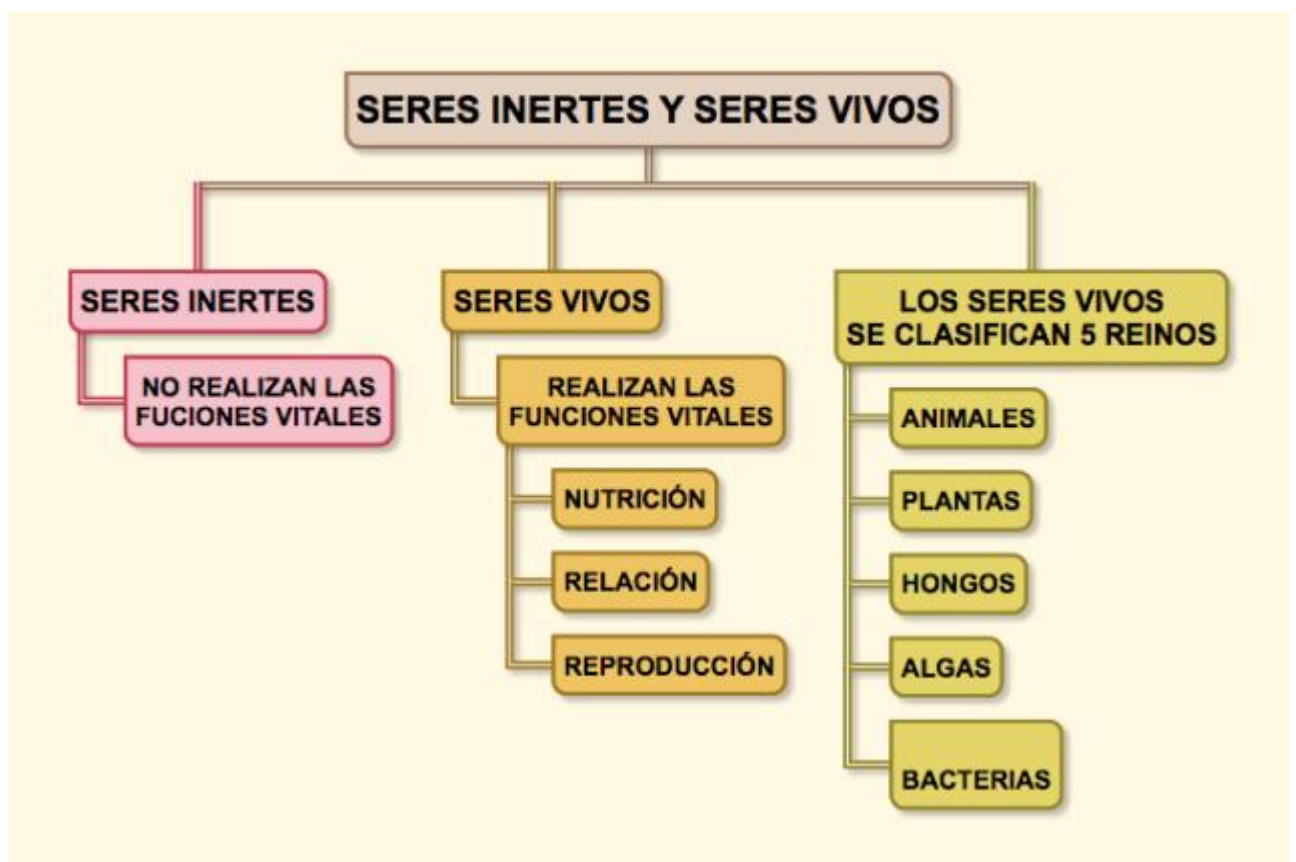 SERES INERTES Y SERES VIVOS
SERES INERTES
NO REALIZAN LAS
FUCIONES VITALES
SERES VIVOS
REALIZAN LAS
FUNCIONES VITALES
NUTRICIÓN
RELACIÓN
REPRODUCCIÓN
LOS SERES VIVOS
SE CLASIFICAN 5 REINOS
ANIMALES
PLANTAS
HONGOS
ALGAS
BACTERIAS